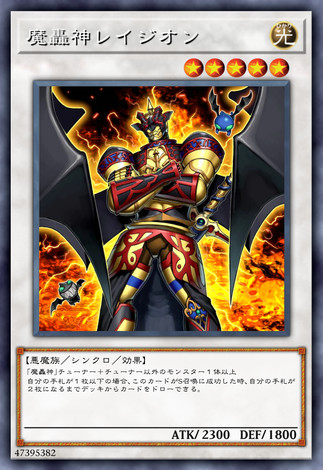 魔轟神レイジオン
光
【悪魔族／シンクロ／効果】
「魔轟神」チューナー＋チューナー以外のモンスター１体以上
自分の手札が１枚以下の場合、このカードがS召喚に成功した時、自分の手札が
２枚になるまでデッキからカードをドローできる。
ATK/ 2300 DEF/1800
47395382